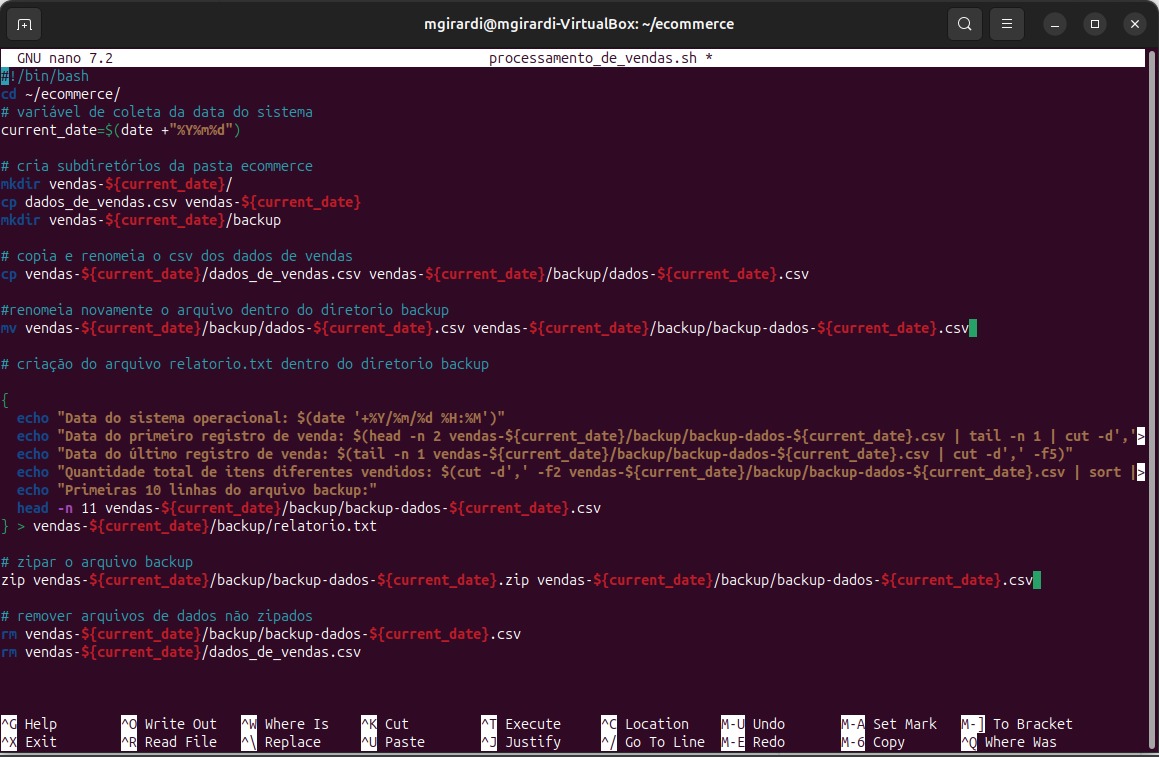 mgirardi@mgirardi-VirtualBox: ~/ecommerce
GNU nano 7.2 processamento_de_vendas.sh *
#!/bin/bash
cd ~/ecommerce/
# variável de coleta da data do sistema
current_date=$(date +"%Y%m%d")
# cria subdiretórios da pasta ecommerce
mkdir vendas-${current_date}/
cp dados_de_vendas.csv vendas-${current_date}
mkdir vendas-${current_date}/backup
# copia e renomeia o csv dos dados de vendas
cp vendas-${current_date}/dados_de_vendas.csv vendas-${current_date}/backup/dados-${current_date}.csv
#renomeia novamente o arquivo dentro do diretorio backup
mv vendas-${current_date}/backup/dados-${current_date}.csv vendas-${current_date}/backup/backup-dados-${current_date}.csv
# criação do arquivo relatorio.txt dentro do diretorio backup
{
  echo "Data do sistema operacional: $(date '+%Y/%m/%d %H:%M')"
  echo "Data do primeiro registro de venda: $(head -n 2 vendas-${current_date}/backup/backup-dados-${current_date}.csv | tail -n 1 | cut -d','>
  echo "Data do último registro de venda: $(tail -n 1 vendas-${current_date}/backup/backup-dados-${current_date}.csv | cut -d',' -f5)"
  echo "Quantidade total de itens diferentes vendidos: $(cut -d',' -f2 vendas-${current_date}/backup/backup-dados-${current_date}.csv | sort |>
  echo "Primeiras 10 linhas do arquivo backup:"
  head -n 11 vendas-${current_date}/backup/backup-dados-${current_date}.csv
} > vendas-${current_date}/backup/relatorio.txt
# zipar o arquivo backup
zip vendas-${current_date}/backup/backup-dados-${current_date}.zip vendas-${current_date}/backup/backup-dados-${current_date}.csv
# remover arquivos de dados não zipados
rm vendas-${current_date}/backup/backup-dados-${current_date}.csv
rm vendas-${current_date}/dados_de_vendas.csv
^G Help ^O Write Out ^W Where Is ^K Cut ^T Execute ^C Location M-U Undo M-A Set Mark M-] To Bracket
^X Exit ^R Read File ^\ Replace ^U Paste ^J Justify ^/ Go To Line M-E Redo M-6 Copy ^Q Where Was